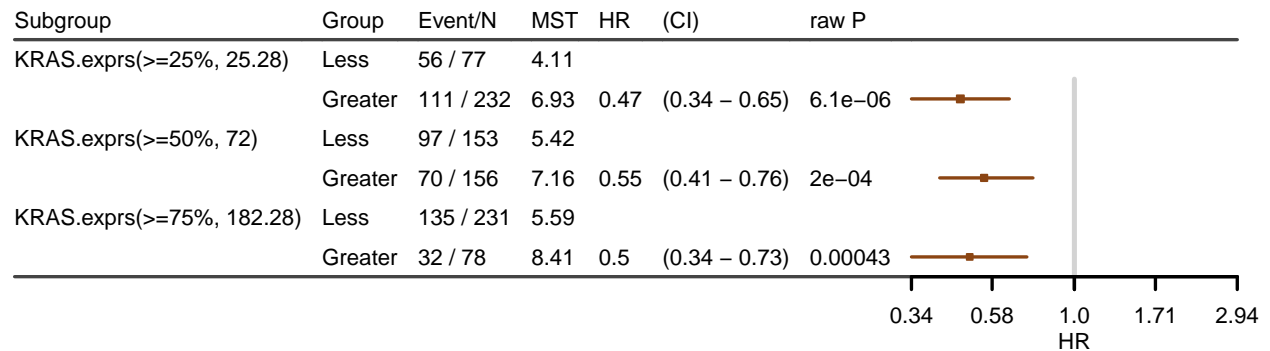 Subgroup Group Event/N MST HR (CI) raw P
KRAS.exprs(>=25%, 25.28) Less 56 / 77 4.11
Greater 111 / 232 6.93 0.47 (0.34 − 0.65) 6.1e−06
KRAS.exprs(>=50%, 72) Less 97 / 153 5.42
Greater 70 / 156 7.16 0.55 (0.41 − 0.76) 2e−04
KRAS.exprs(>=75%, 182.28) Less 135 / 231 5.59
Greater 32 / 78 8.41 0.5 (0.34 − 0.73) 0.00043
0.34 0.58 1.0 1.71 2.94
HR